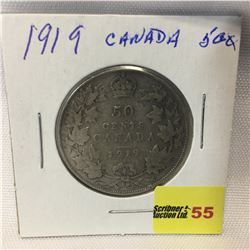 1919 CANADA 50¢
50
CENTS
CANADA
1919
Scribner
Auction Ltd. 55